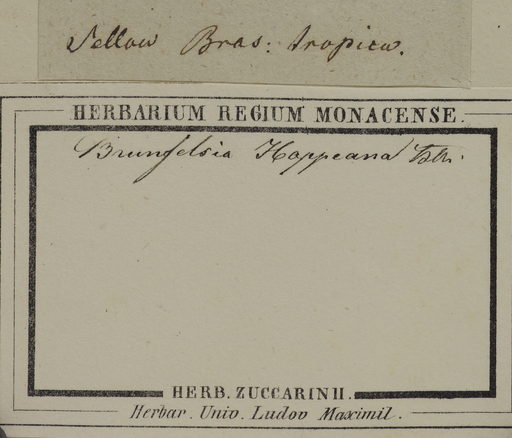 Sellow Bras: tropica.
HERBARIUM REGIUM MONACENSE.
Brunfelsia Hoppeana Bth.
HERB. ZUCCARINII.
Herbar. Univ. Ludov Maximil.